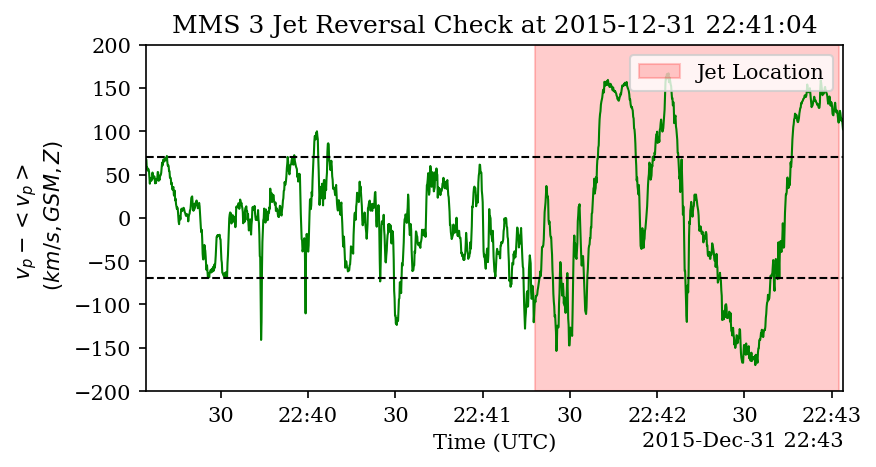 MMS 3 Jet Reversal Check at 2015-12-31 22:41:04
Jet Location
v_p − <v_p>
(km/s, GSM, Z)
200
150
100
50
0
−50
−100
−150
−200
30
22:40
30
22:41
30
22:42
30
22:43
Time (UTC)
2015-Dec-31 22:43